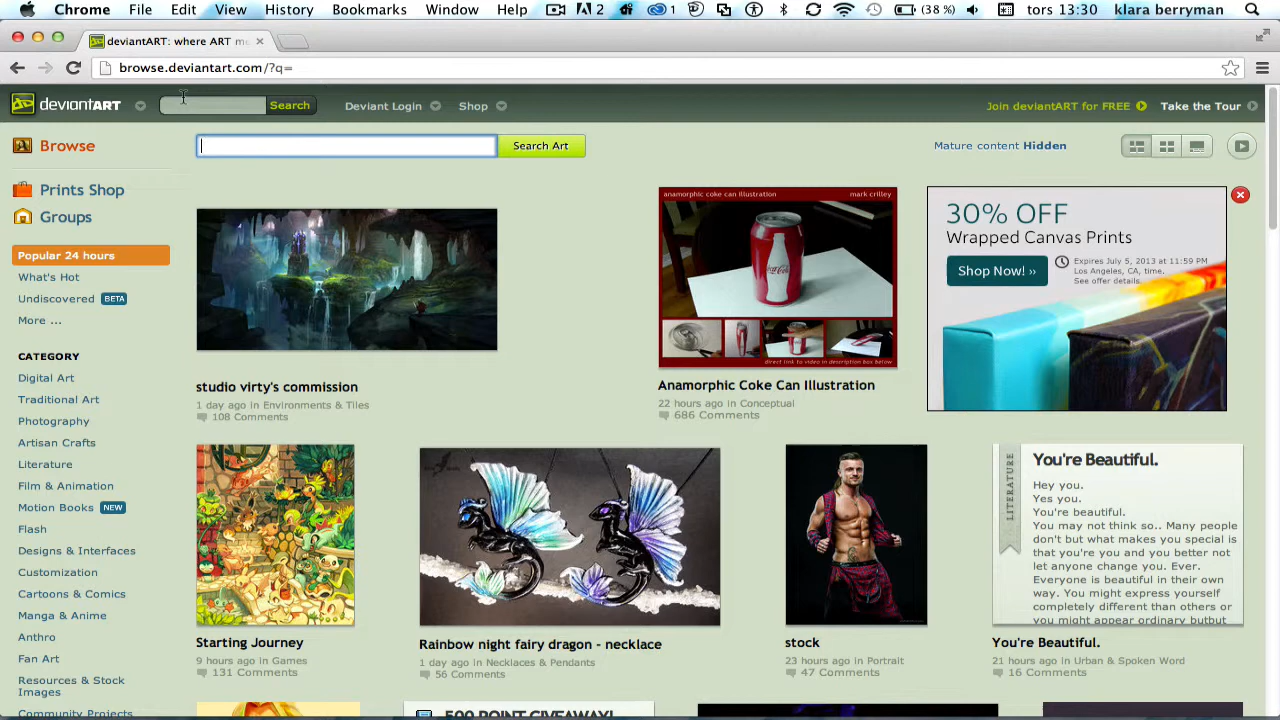 Chrome File Edit View History Bookmarks Window Help 2 1 (38 %) tors 13:30 klara berryman
deviantART: where ART me
browse.deviantart.com/?q=
deviantART Search Deviant Login Shop Join deviantART for FREE Take the Tour
Browse Search Art Mature content Hidden
Prints Shop
Groups
Popular 24 hours
What's Hot
Undiscovered BETA
More ...
CATEGORY
Digital Art
Traditional Art
Photography
Artisan Crafts
Literature
Film & Animation
Motion Books NEW
Flash
Designs & Interfaces
Customization
Cartoons & Comics
Manga & Anime
Anthro
Fan Art
Resources & Stock
Images
Community Projects
studio virty's commission
1 day ago in Environments & Tiles
108 Comments
anamorphic coke can illustration mark crilley
Coca-Cola
direct link to video in description box below
Anamorphic Coke Can Illustration
22 hours ago in Conceptual
686 Comments
30% OFF
Wrapped Canvas Prints
Shop Now! ››
Expires July 5, 2013 at 11:59 PM
Los Angeles, CA, time.
See offer details.
Starting Journey
9 hours ago in Games
131 Comments
Rainbow night fairy dragon - necklace
1 day ago in Necklaces & Pendants
56 Comments
stock
23 hours ago in Portrait
47 Comments
LITERATURE
You're Beautiful.
Hey you.
Yes you.
You're beautiful.
You may not think so.. Many people
don't but what makes you special is
that you're you and you better not
let anyone change you. Ever.
Everyone is beautiful in their own
way. You might express yourself
completely different than others or
you might appear ordinary butbut
You're Beautiful.
21 hours ago in Urban & Spoken Word
16 Comments
500 POINT GIVEAWAY!